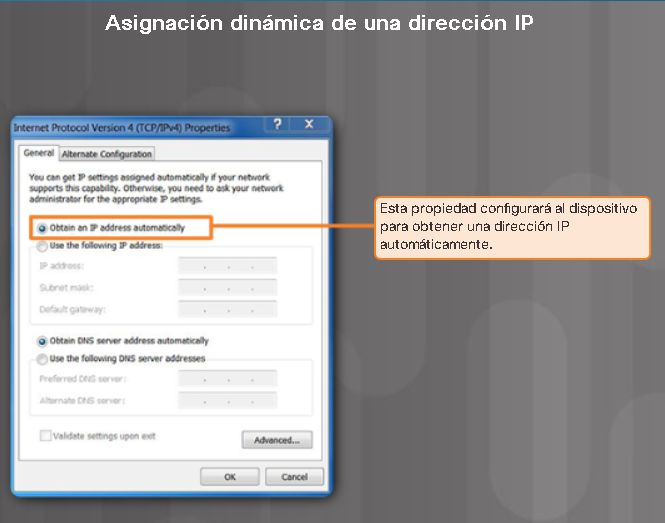 Asignación dinámica de una dirección IP
Internet Protocol Version 4 (TCP/IPv4) Properties
? X
General Alternate Configuration
You can get IP settings assigned automatically if your network
supports this capability. Otherwise, you need to ask your network
administrator for the appropriate IP settings.
Obtain an IP address automatically
Use the following IP address:
IP address:
Subnet mask:
Default gateway:
Obtain DNS server address automatically
Use the following DNS server addresses
Preferred DNS server:
Alternate DNS server:
Validate settings upon exit
Advanced...
OK Cancel
Esta propiedad configurará al dispositivo
para obtener una dirección IP
automáticamente.